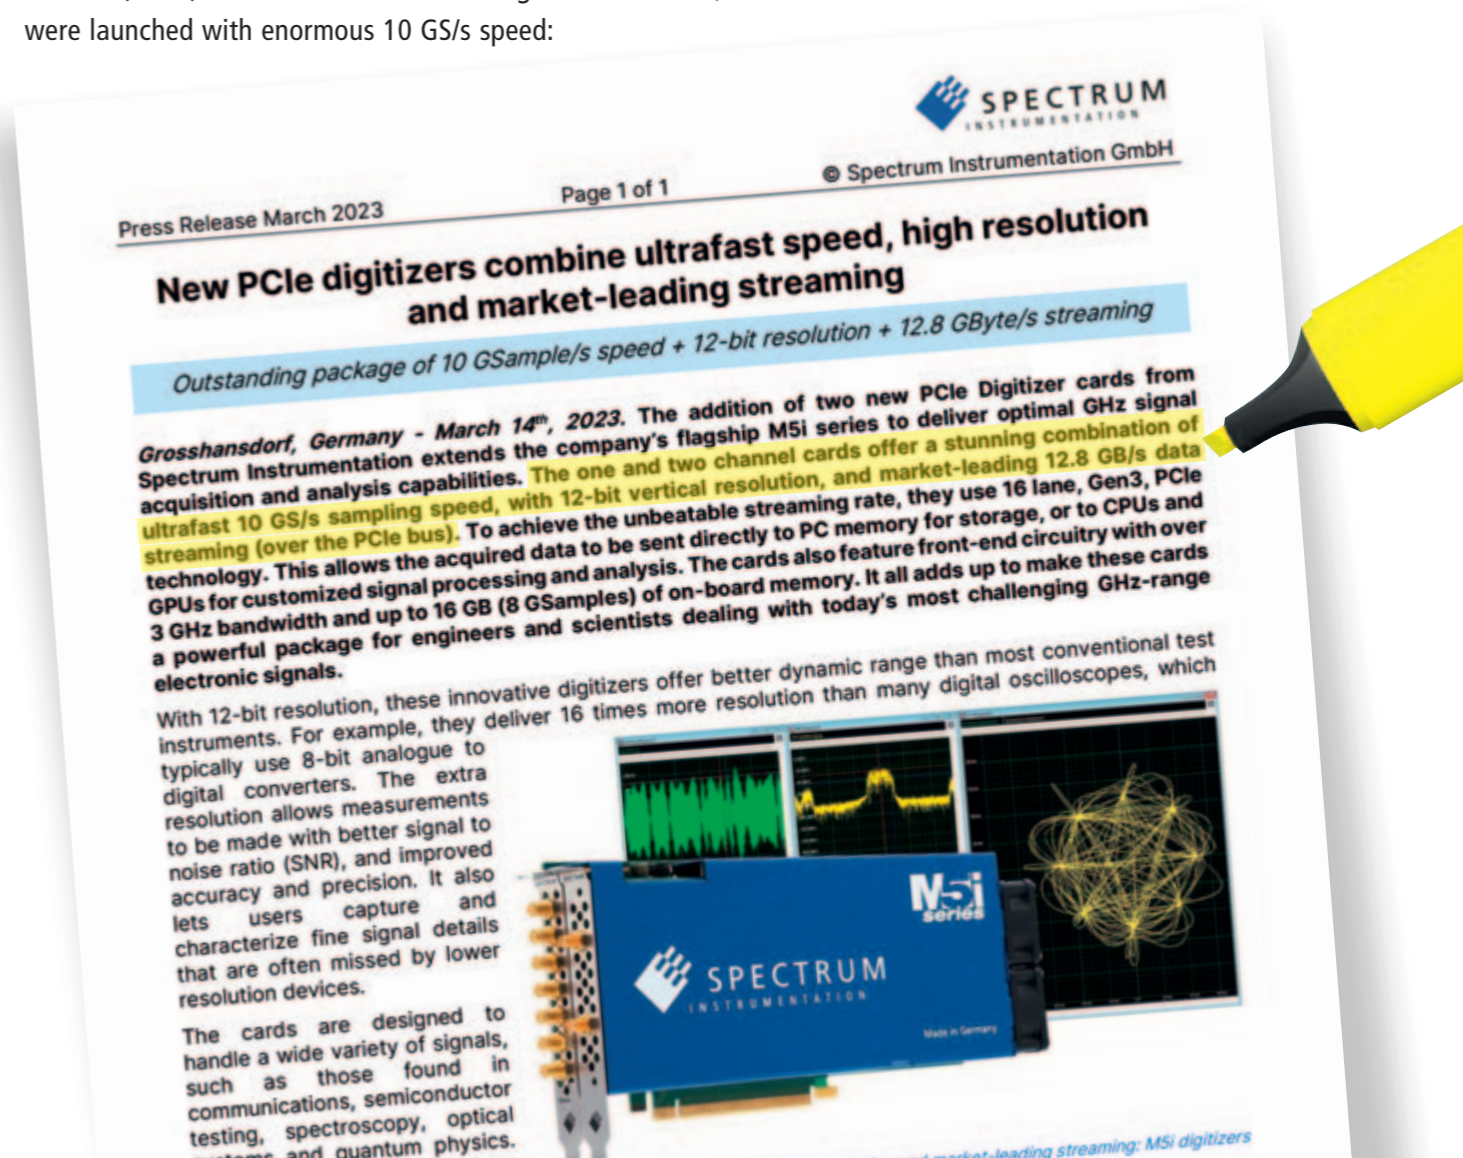 were launched with enormous 10 GS/s speed:
SPECTRUM
INSTRUMENTATION
Press Release March 2023
Page 1 of 1
© Spectrum Instrumentation GmbH
New PCIe digitizers combine ultrafast speed, high resolution
and market-leading streaming
Outstanding package of 10 GSample/s speed + 12-bit resolution + 12.8 GByte/s streaming
Grosshansdorf, Germany - March 14th, 2023. The addition of two new PCIe Digitizer cards from
Spectrum Instrumentation extends the company's flagship M5i series to deliver optimal GHz signal
acquisition and analysis capabilities. The one and two channel cards offer a stunning combination of
ultrafast 10 GS/s sampling speed, with 12-bit vertical resolution, and market-leading 12.8 GB/s data
streaming (over the PCIe bus). To achieve the unbeatable streaming rate, they use 16 lane, Gen3, PCIe
technology. This allows the acquired data to be sent directly to PC memory for storage, or to CPUs and
GPUs for customized signal processing and analysis. The cards also feature front-end circuitry with over
3 GHz bandwidth and up to 16 GB (8 GSamples) of on-board memory. It all adds up to make these cards
a powerful package for engineers and scientists dealing with today's most challenging GHz-range
electronic signals.
With 12-bit resolution, these innovative digitizers offer better dynamic range than most conventional test
instruments. For example, they deliver 16 times more resolution than many digital oscilloscopes, which
typically use 8-bit analogue to
digital converters. The extra
resolution allows measurements
to be made with better signal to
noise ratio (SNR), and improved
accuracy and precision. It also
lets users capture and
characterize fine signal details
that are often missed by lower
resolution devices.
The cards are designed to
handle a wide variety of signals,
such as those found in
communications, semiconductor
testing, spectroscopy, optical
systems and quantum physics.
M5i
series
SPECTRUM
INSTRUMENTATION
Made in Germany
market-leading streaming: M5i digitizers